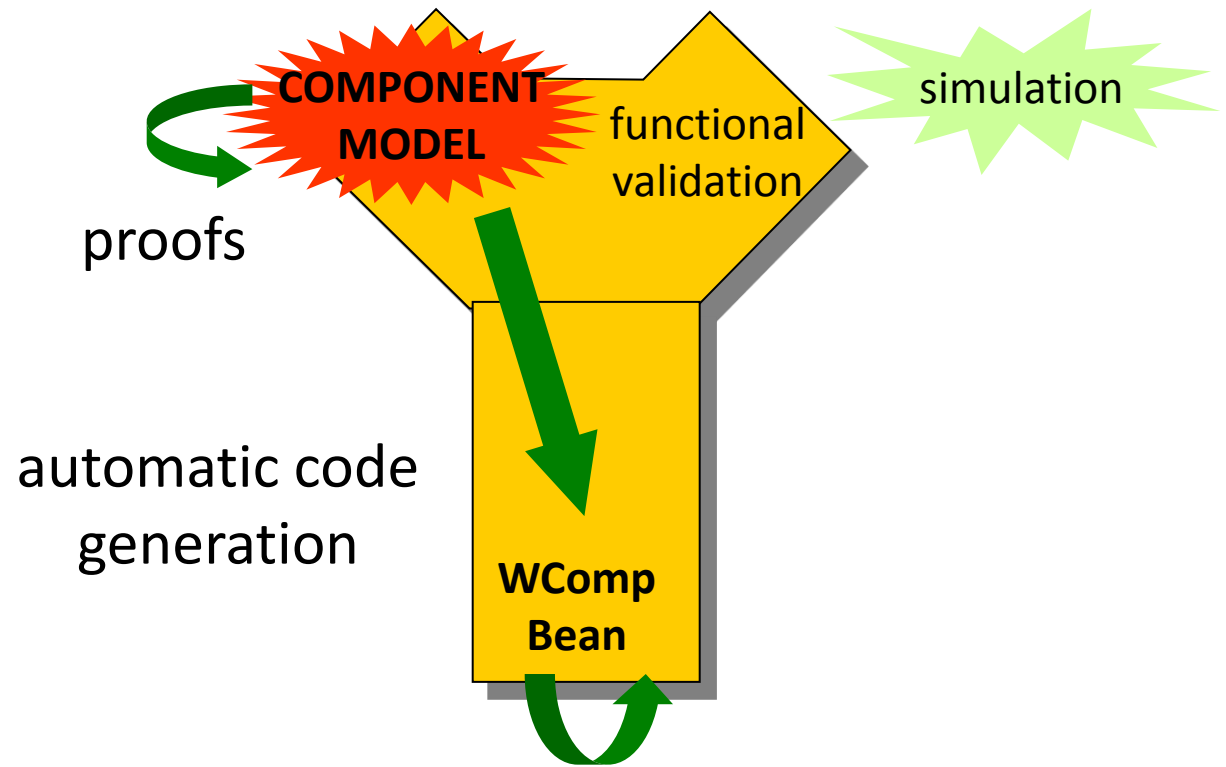 COMPONENT
MODEL
functional
validation
simulation
proofs
automatic code
generation
WComp
Bean